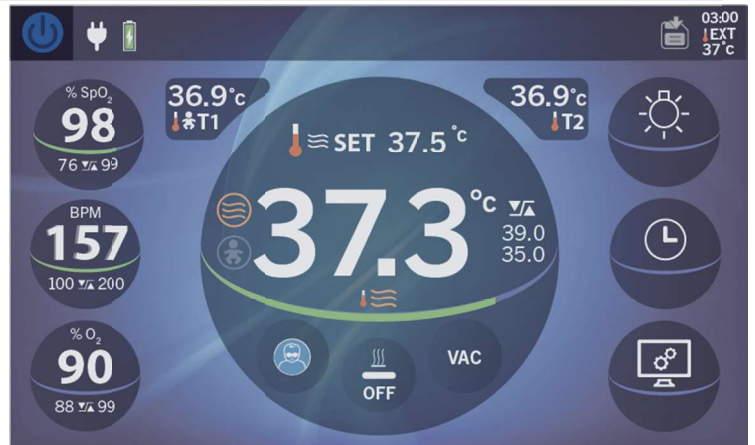 03:00
EXT
37°C
% SpO₂
98
76 99
36.9°C
T1
36.9°C
T2
SET 37.5°C
37.3°C
39.0
35.0
BPM
157
100 200
% O₂
90
88 99
OFF
VAC